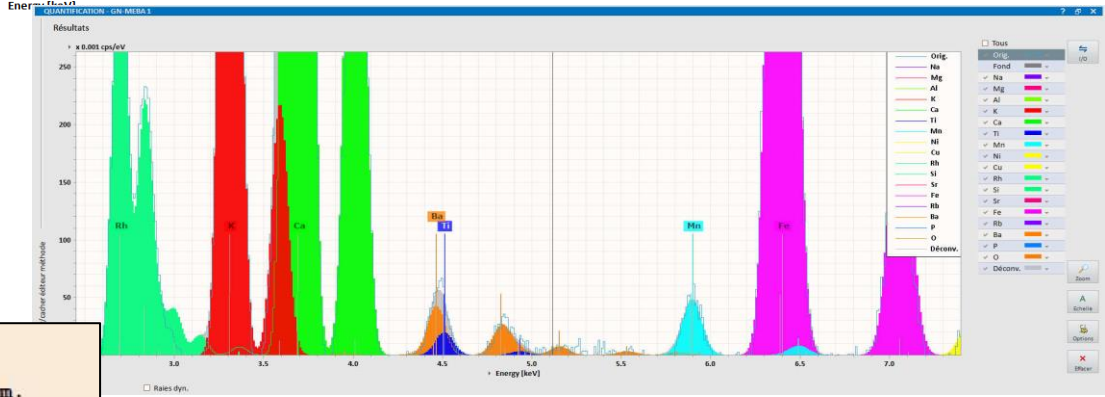 Energy [keV]
QUANTIFICATION - GN-MEBA 1
Résultats
x 0.001 cps/eV
250
200
150
100
50
Rh
K
Ca
Ba
Ti
Mn
Fe
3.0
3.5
4.0
4.5
5.0
5.5
6.0
6.5
7.0
Energy [keV]
/cacher éditeur méthode
Raies dyn.
Orig.
Na
Mg
Al
K
Ca
Ti
Mn
Ni
Cu
Rh
Si
Sr
Fe
Rb
Ba
P
O
Déconv.
Tous
Orig.
Fond
Na
Mg
Al
K
Ca
Ti
Mn
Ni
Cu
Rh
Si
Sr
Fe
Rb
Ba
P
O
Déconv.
I/O
Zoom
A
Echelle
Options
Effacer